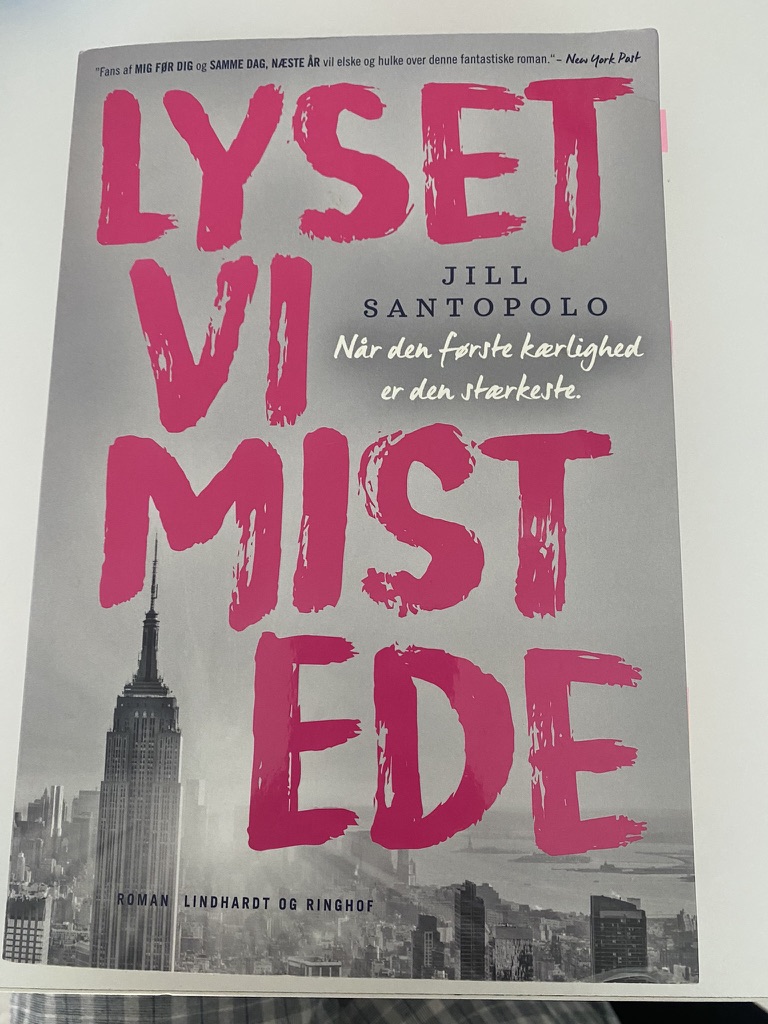 "Fans af MIG FØR DIG og SAMME DAG, NÆSTE ÅR vil elske og hulke over denne fantastiske roman." – New York Post
LYSET
VI
JILL
SANTOPOLO
Når den første kærlighed
er den stærkeste.
MIST
EDE
ROMAN LINDHARDT OG RINGHOF